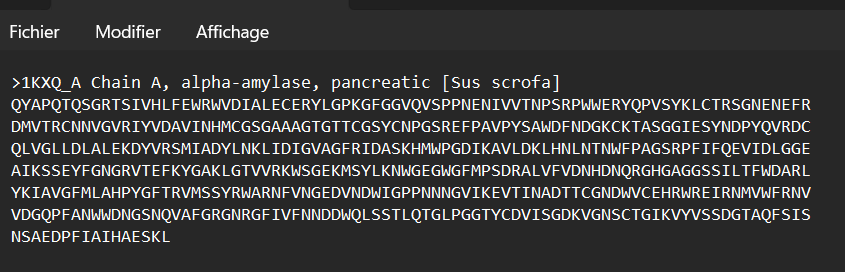 Fichier Modifier Affichage
>1KXQ_A Chain A, alpha-amylase, pancreatic [Sus scrofa]
QYAPQTQSGRTSIVHLFEWRWVDIALECERYLGPKGFGGVQVSPPNENIVVTNPSRPWWERYQPVSYKLCTRSGNENEFR
DMVTRCNNVGVRIYVDAVINHMCGSGAAAGTGTTCGSYCNPGSREFPAVPYSAWDFNDGKCKTASGGIESYNDPYQVRDC
QLVGLLDLALEKDYVRSMIADYLNKLIDIGVAGFRIDASKHMWPGDIKAVLDKLHNLNTNWFPAGSRPFIFQEVIDLGGE
AIKSSEYFGNGRVTEFKYGAKLGTVVRKWSGEKMSYLKNWGEGWGFMPSDRALVFVDNHDNQRGHGAGGSSILTFWDARL
YKIAVGFMLAHPYGFTRVMSSYRWARNFVNGEDVNDWIGPPNNNGVIKEVTINADTTCGNDWVCEHRWREIRNMVWFRNV
VDGQPFANWWDNGSNQVAFGRGNRGFIVFNNDDWQLSSTLQTGLPGGTYCDVISGDKVGNSCTGIKVYVSSDGTAQFSIS
NSAEDPFIAIHAESKL